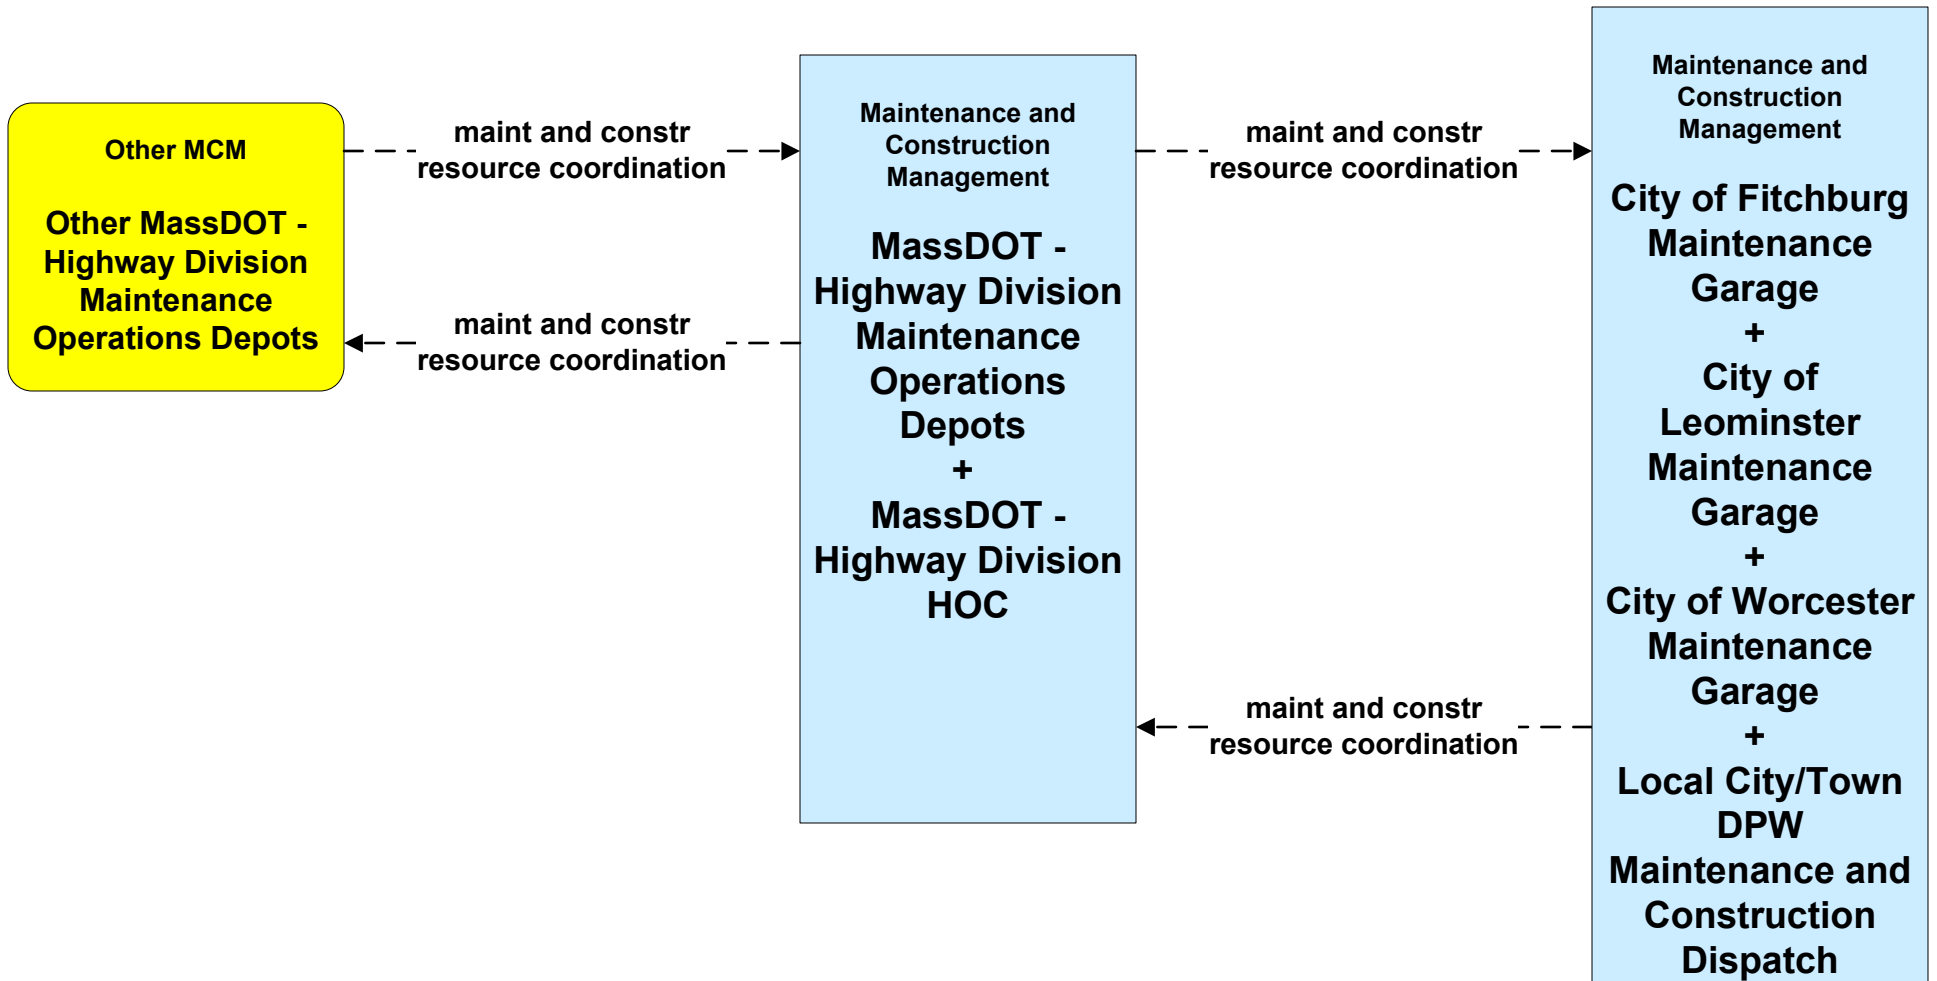 Other MCM
Other MassDOT -
Highway Division
Maintenance
Operations Depots
maint and constr
resource coordination
maint and constr
resource coordination
Maintenance and
Construction
Management
MassDOT -
Highway Division
Maintenance
Operations
Depots
+
MassDOT -
Highway Division
HOC
maint and constr
resource coordination
maint and constr
resource coordination
Maintenance and
Construction
Management
City of Fitchburg
Maintenance
Garage
+
City of
Leominster
Maintenance
Garage
+
City of Worcester
Maintenance
Garage
+
Local City/Town
DPW
Maintenance and
Construction
Dispatch